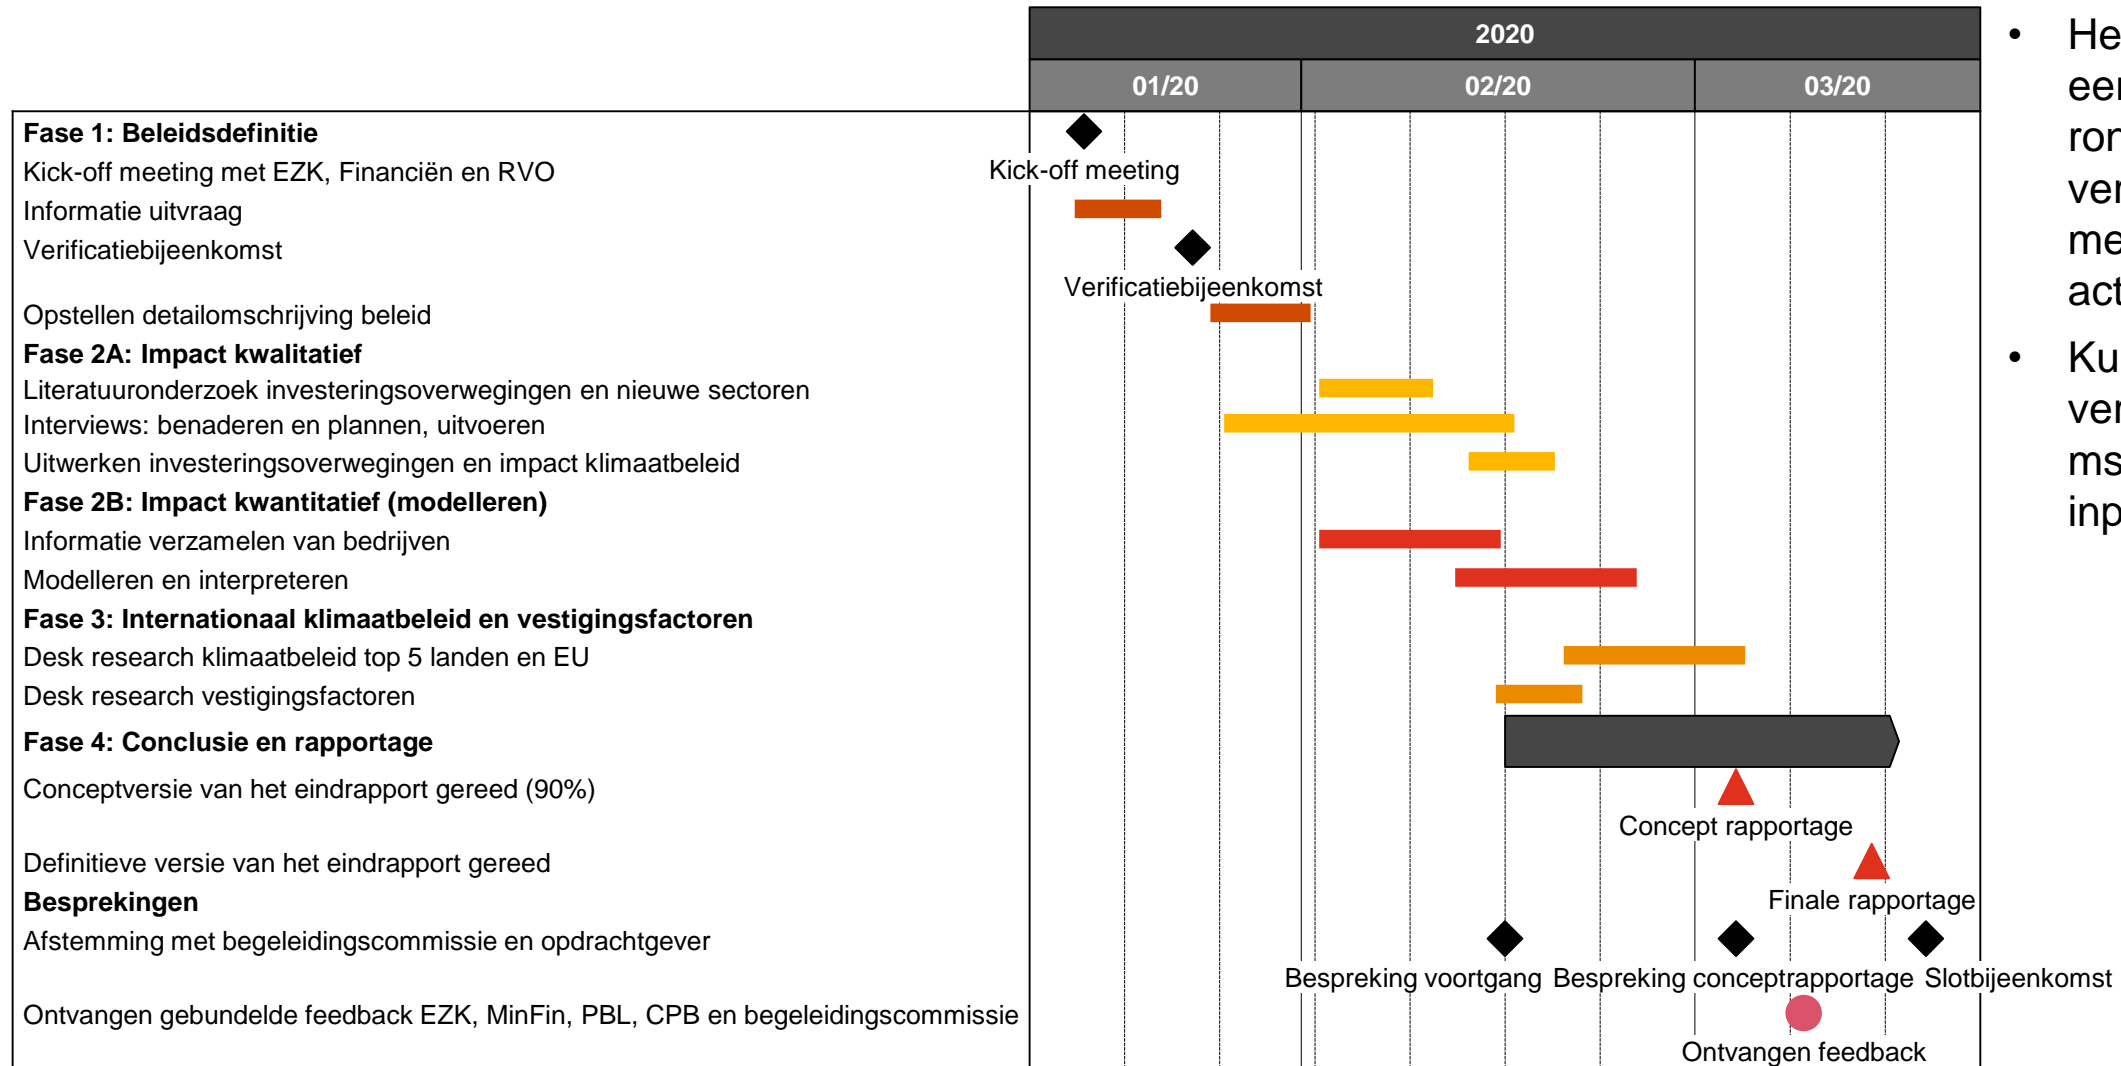 2020
01/20 02/20 03/20
Fase 1: Beleidsdefinitie
Kick-off meeting met EZK, Financiën en RVO
Kick-off meeting
Informatie uitvraag
Verificatiebijeenkomst
Verificatiebijeenkomst
Opstellen detailomschrijving beleid
Fase 2A: Impact kwalitatief
Literatuuronderzoek investeringsoverwegingen en nieuwe sectoren
Interviews: benaderen en plannen, uitvoeren
Uitwerken investeringsoverwegingen en impact klimaatbeleid
Fase 2B: Impact kwantitatief (modelleren)
Informatie verzamelen van bedrijven
Modelleren en interpreteren
Fase 3: Internationaal klimaatbeleid en vestigingsfactoren
Desk research klimaatbeleid top 5 landen en EU
Desk research vestigingsfactoren
Fase 4: Conclusie en rapportage
Conceptversie van het eindrapport gereed (90%)
Concept rapportage
Definitieve versie van het eindrapport gereed
Finale rapportage
Besprekingen
Afstemming met begeleidingscommissie en opdrachtgever
Bespreking voortgang Bespreking conceptrapportage Slotbijeenkomst
Ontvangen gebundelde feedback EZK, MinFin, PBL, CPB en begeleidingscommissie
Ontvangen feedback